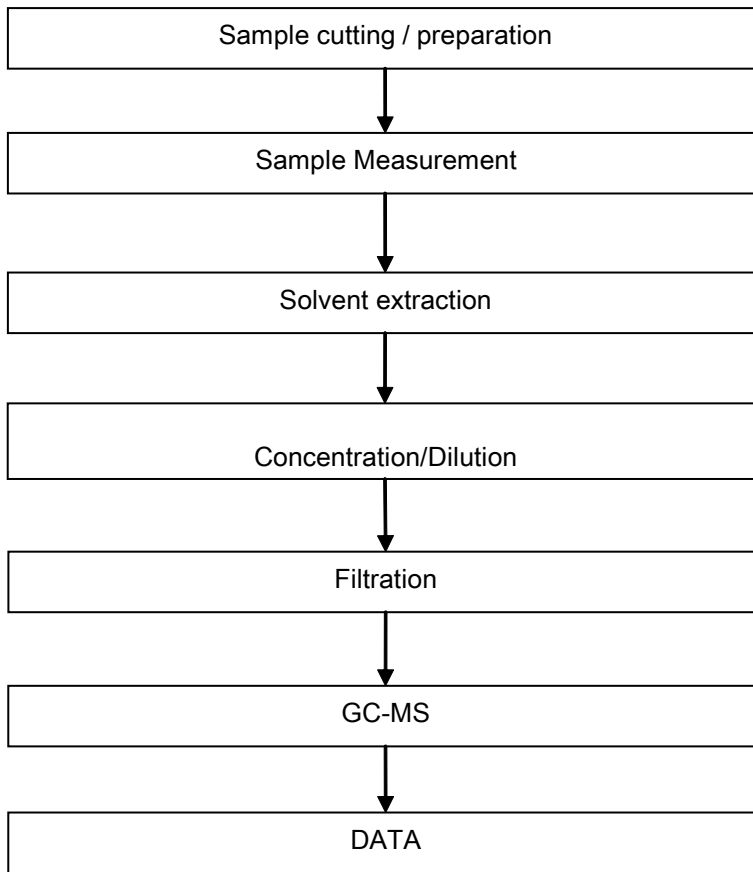 Sample cutting / preparation
Sample Measurement
Solvent extraction
Concentration/Dilution
Filtration
GC-MS
DATA